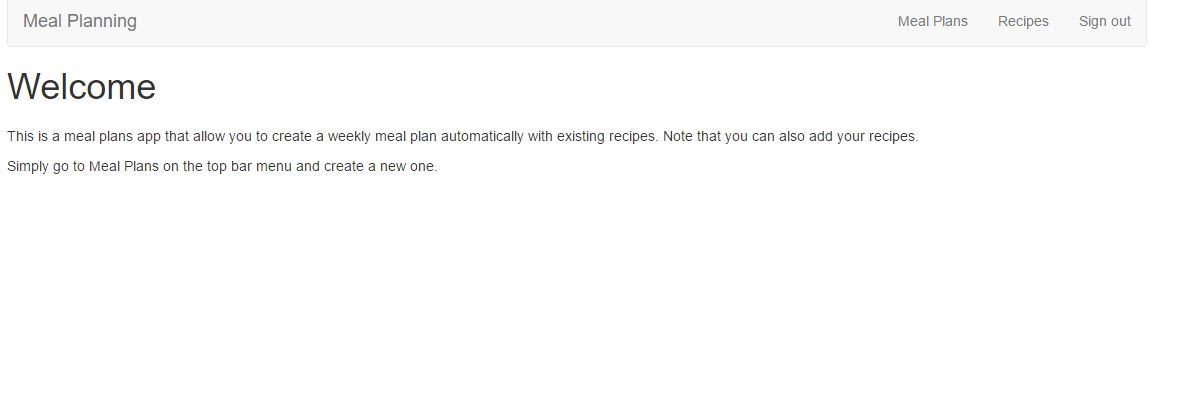 Meal Planning Meal Plans Recipes Sign out
Welcome
This is a meal plans app that allow you to create a weekly meal plan automatically with existing recipes. Note that you can also add your recipes.
Simply go to Meal Plans on the top bar menu and create a new one.